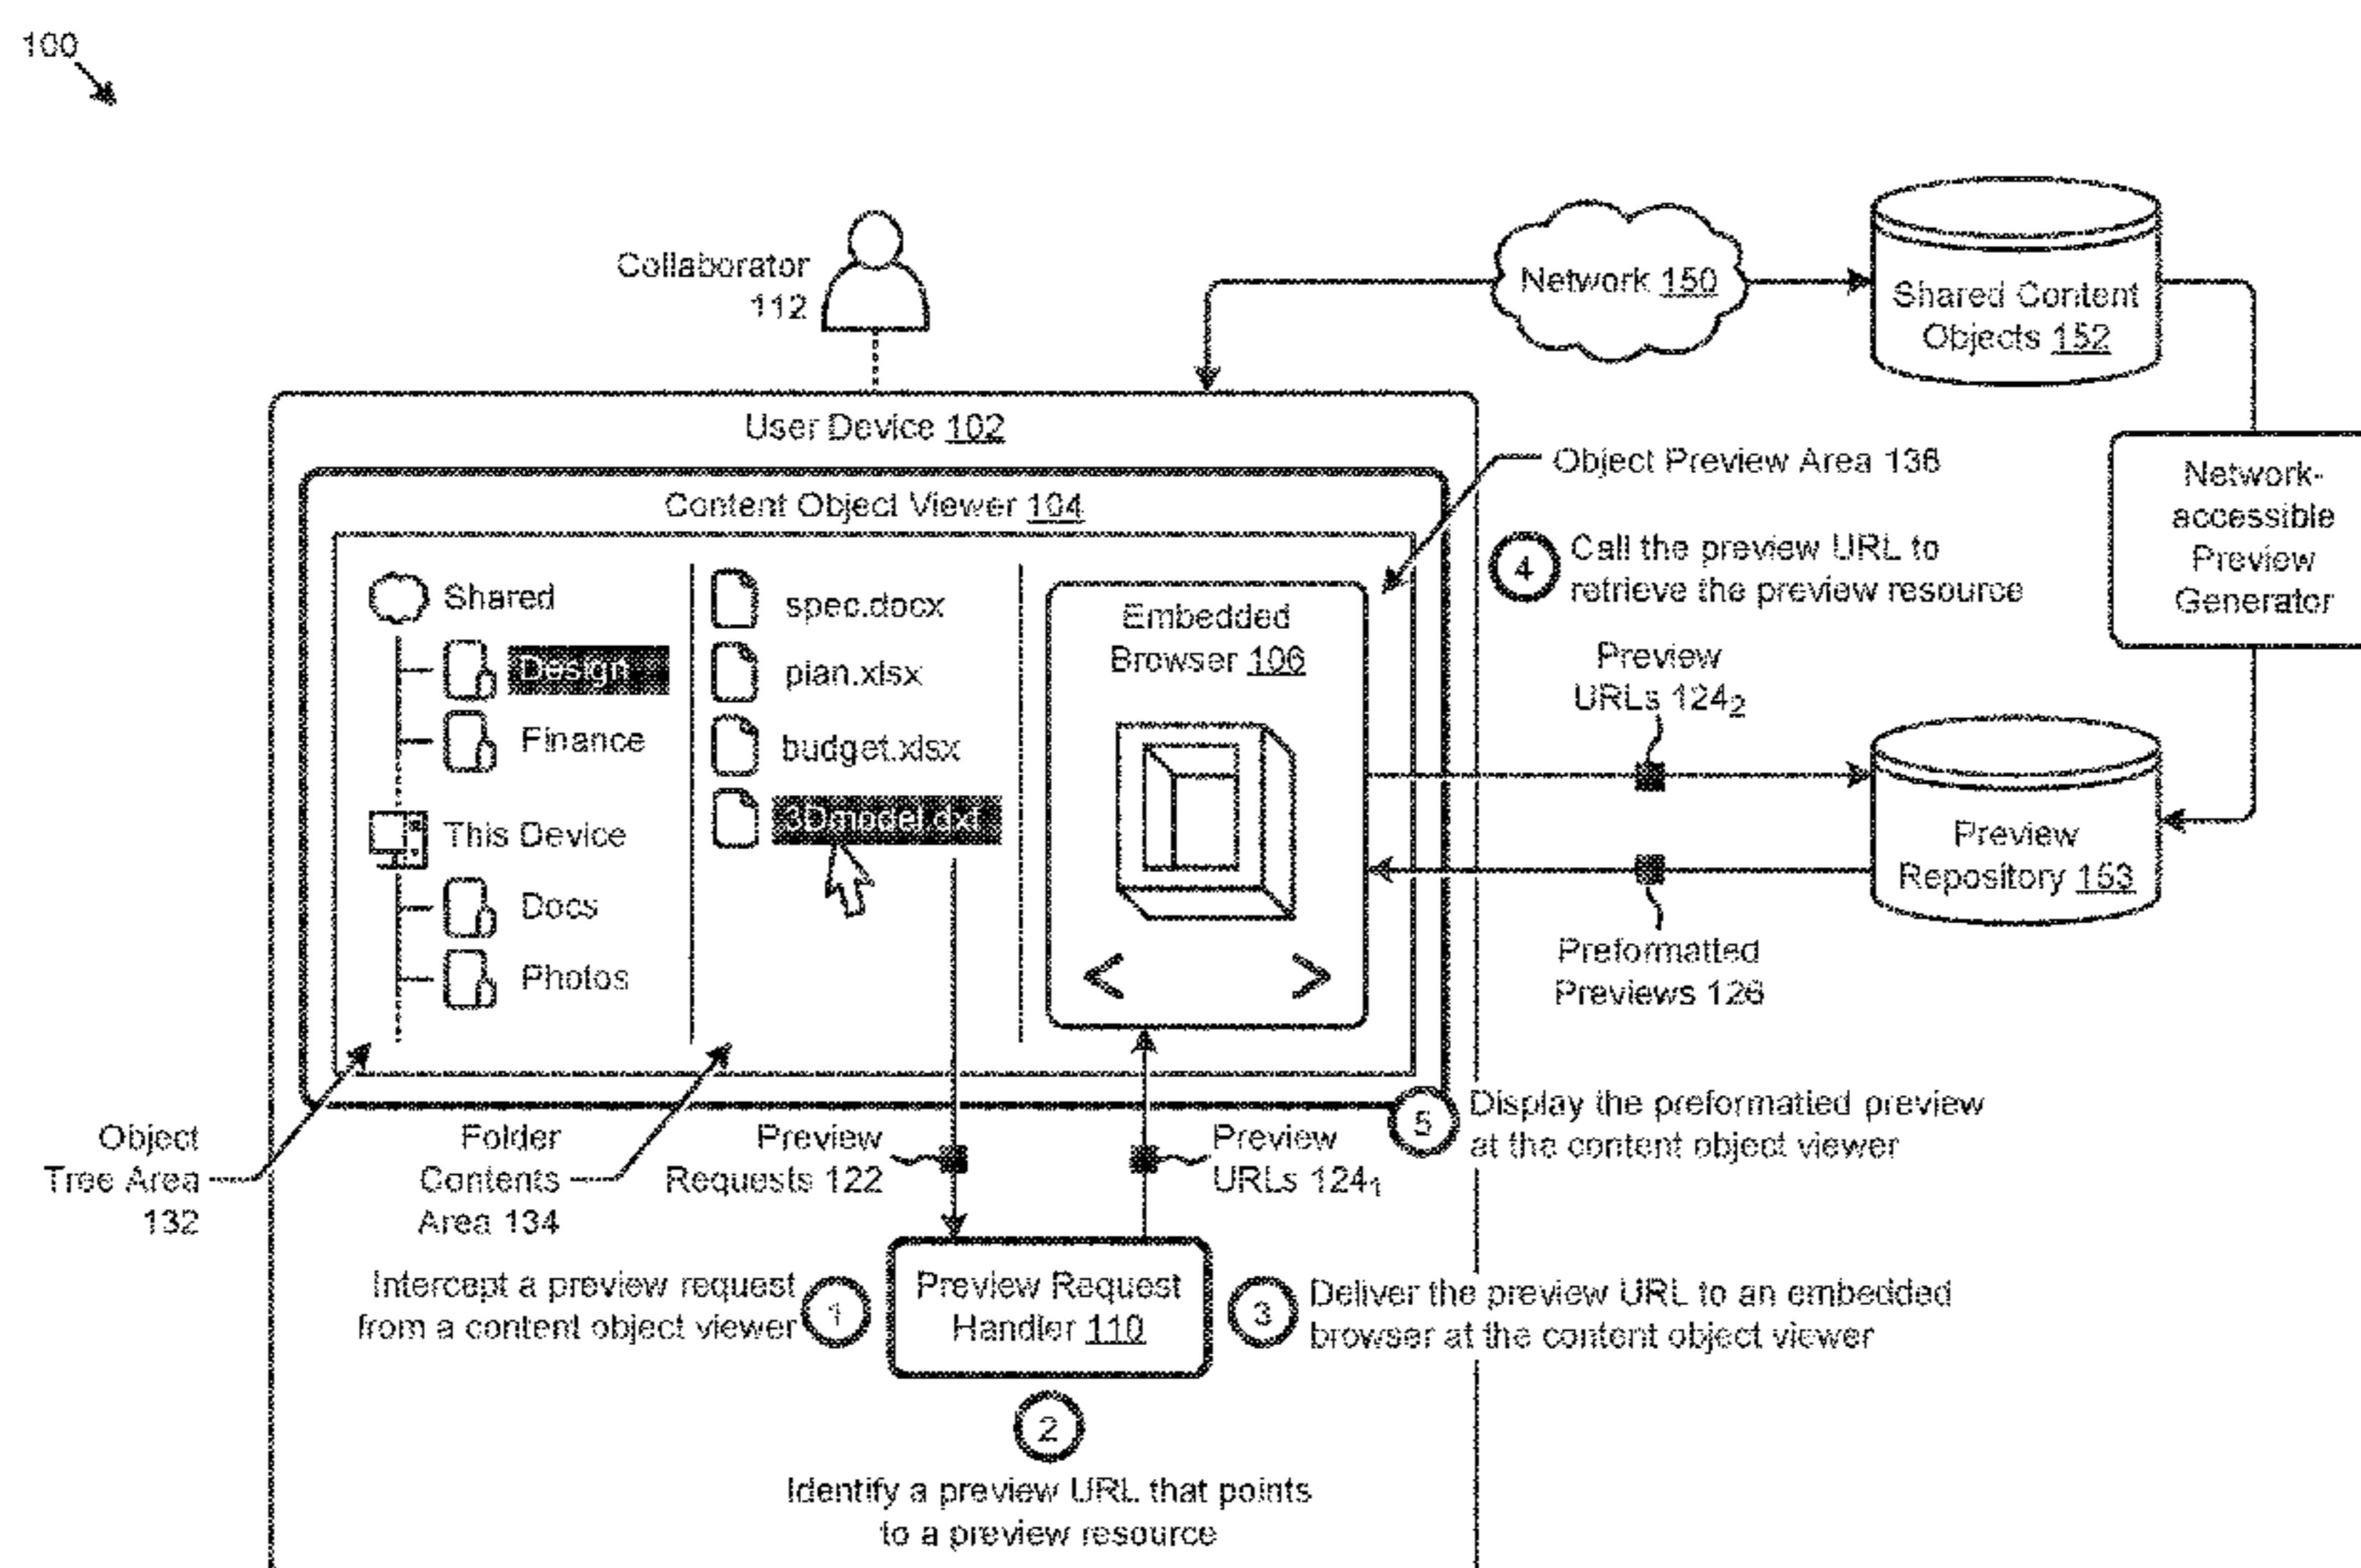 100
Collaborator
112
Network 150
Shared Content
Objects 152
User Device 102
Content Object Viewer 104
Object Preview Area 136
Network-
accessible
Preview
Generator
4
Call the preview URL to
retrieve the preview resource
Shared
Design
Finance
This Device
Docs
Photos
spec.docx
plan.xlsx
budget.xlsx
3Dmodel.dxf
Embedded
Browser 106
< >
Preview
URLs 124₂
Preview
Repository 153
Preformatted
Previews 126
5
Display the preformatted preview
at the content object viewer
Object
Tree Area
132
Folder
Contents
Area 134
Preview
Requests 122
Preview
URLs 124₁
Intercept a preview request
from a content object viewer
1
Preview Request
Handler 110
3
Deliver the preview URL to an embedded
browser at the content object viewer
2
Identify a preview URL that points
to a preview resource